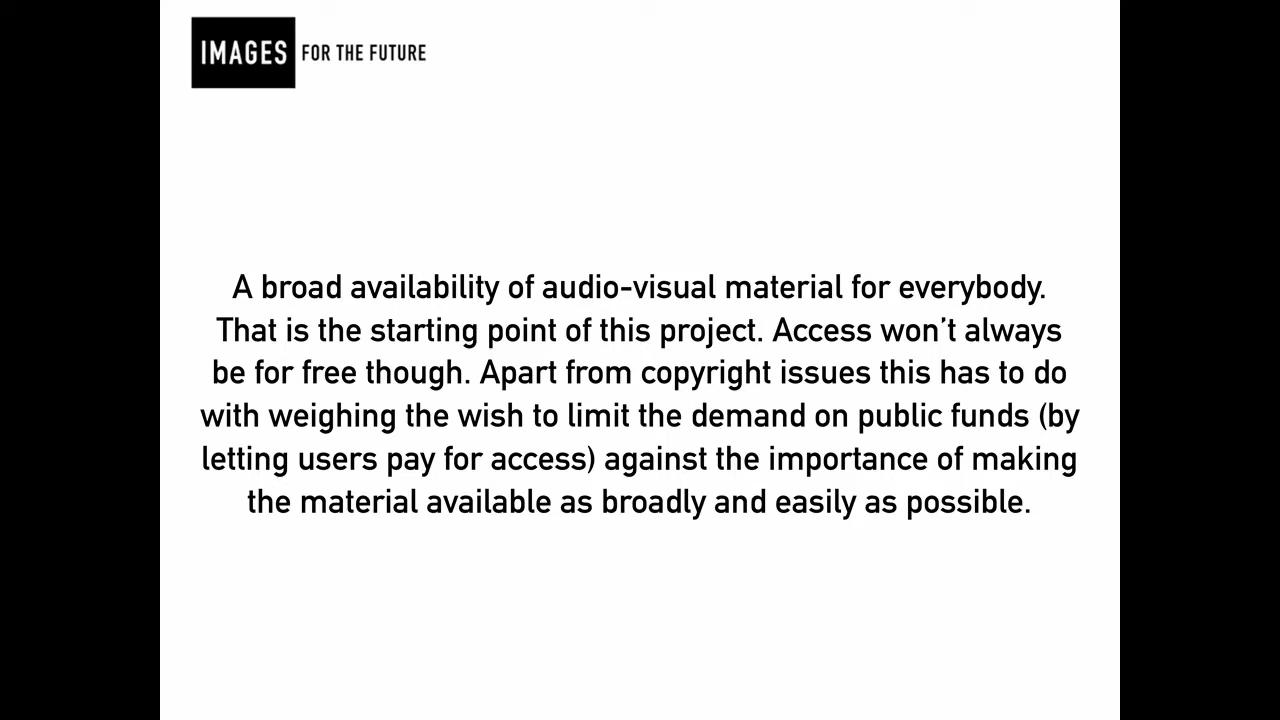 IMAGES FOR THE FUTURE
A broad availability of audio-visual material for everybody.
That is the starting point of this project. Access won’t always
be for free though. Apart from copyright issues this has to do
with weighing the wish to limit the demand on public funds (by
letting users pay for access) against the importance of making
the material available as broadly and easily as possible.